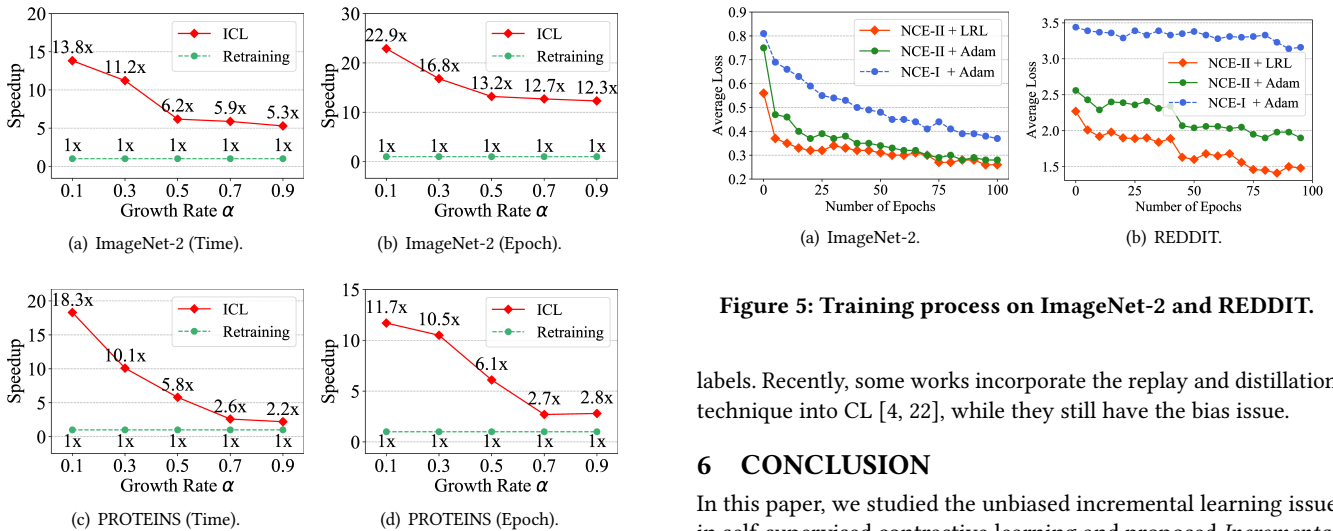 20
15
10
5
0
Speedup
13.8x
11.2x
6.2x
5.9x
5.3x
1x 1x 1x 1x 1x
ICL
Retraining
0.1 0.3 0.5 0.7 0.9
Growth Rate α
(a) ImageNet-2 (Time).
30
20
10
0
Speedup
22.9x
16.8x
13.2x
12.7x
12.3x
1x 1x 1x 1x 1x
ICL
Retraining
0.1 0.3 0.5 0.7 0.9
Growth Rate α
(b) ImageNet-2 (Epoch).
20
15
10
5
0
Speedup
18.3x
10.1x
5.8x
2.6x
2.2x
1x 1x 1x 1x 1x
ICL
Retraining
0.1 0.3 0.5 0.7 0.9
Growth Rate α
(c) PROTEINS (Time).
15
10
5
0
Speedup
11.7x
10.5x
6.1x
2.7x
2.8x
1x 1x 1x 1x 1x
ICL
Retraining
0.1 0.3 0.5 0.7 0.9
Growth Rate α
(d) PROTEINS (Epoch).
0.9
0.8
0.7
0.6
0.5
0.4
0.3
0.2
Average Loss
NCE-II + LRL
NCE-II + Adam
NCE-I + Adam
0 25 50 75 100
Number of Epochs
(a) ImageNet-2.
3.5
3.0
2.5
2.0
1.5
Average Loss
NCE-II + LRL
NCE-II + Adam
NCE-I + Adam
0 25 50 75 100
Number of Epochs
(b) REDDIT.
Figure 5: Training process on ImageNet-2 and REDDIT.
labels. Recently, some works incorporate the replay and distillation
technique into CL [4, 22], while they still have the bias issue.
6 CONCLUSION
In this paper, we studied the unbiased incremental learning issue
in self-supervised contrastive learning and proposed Incrementa